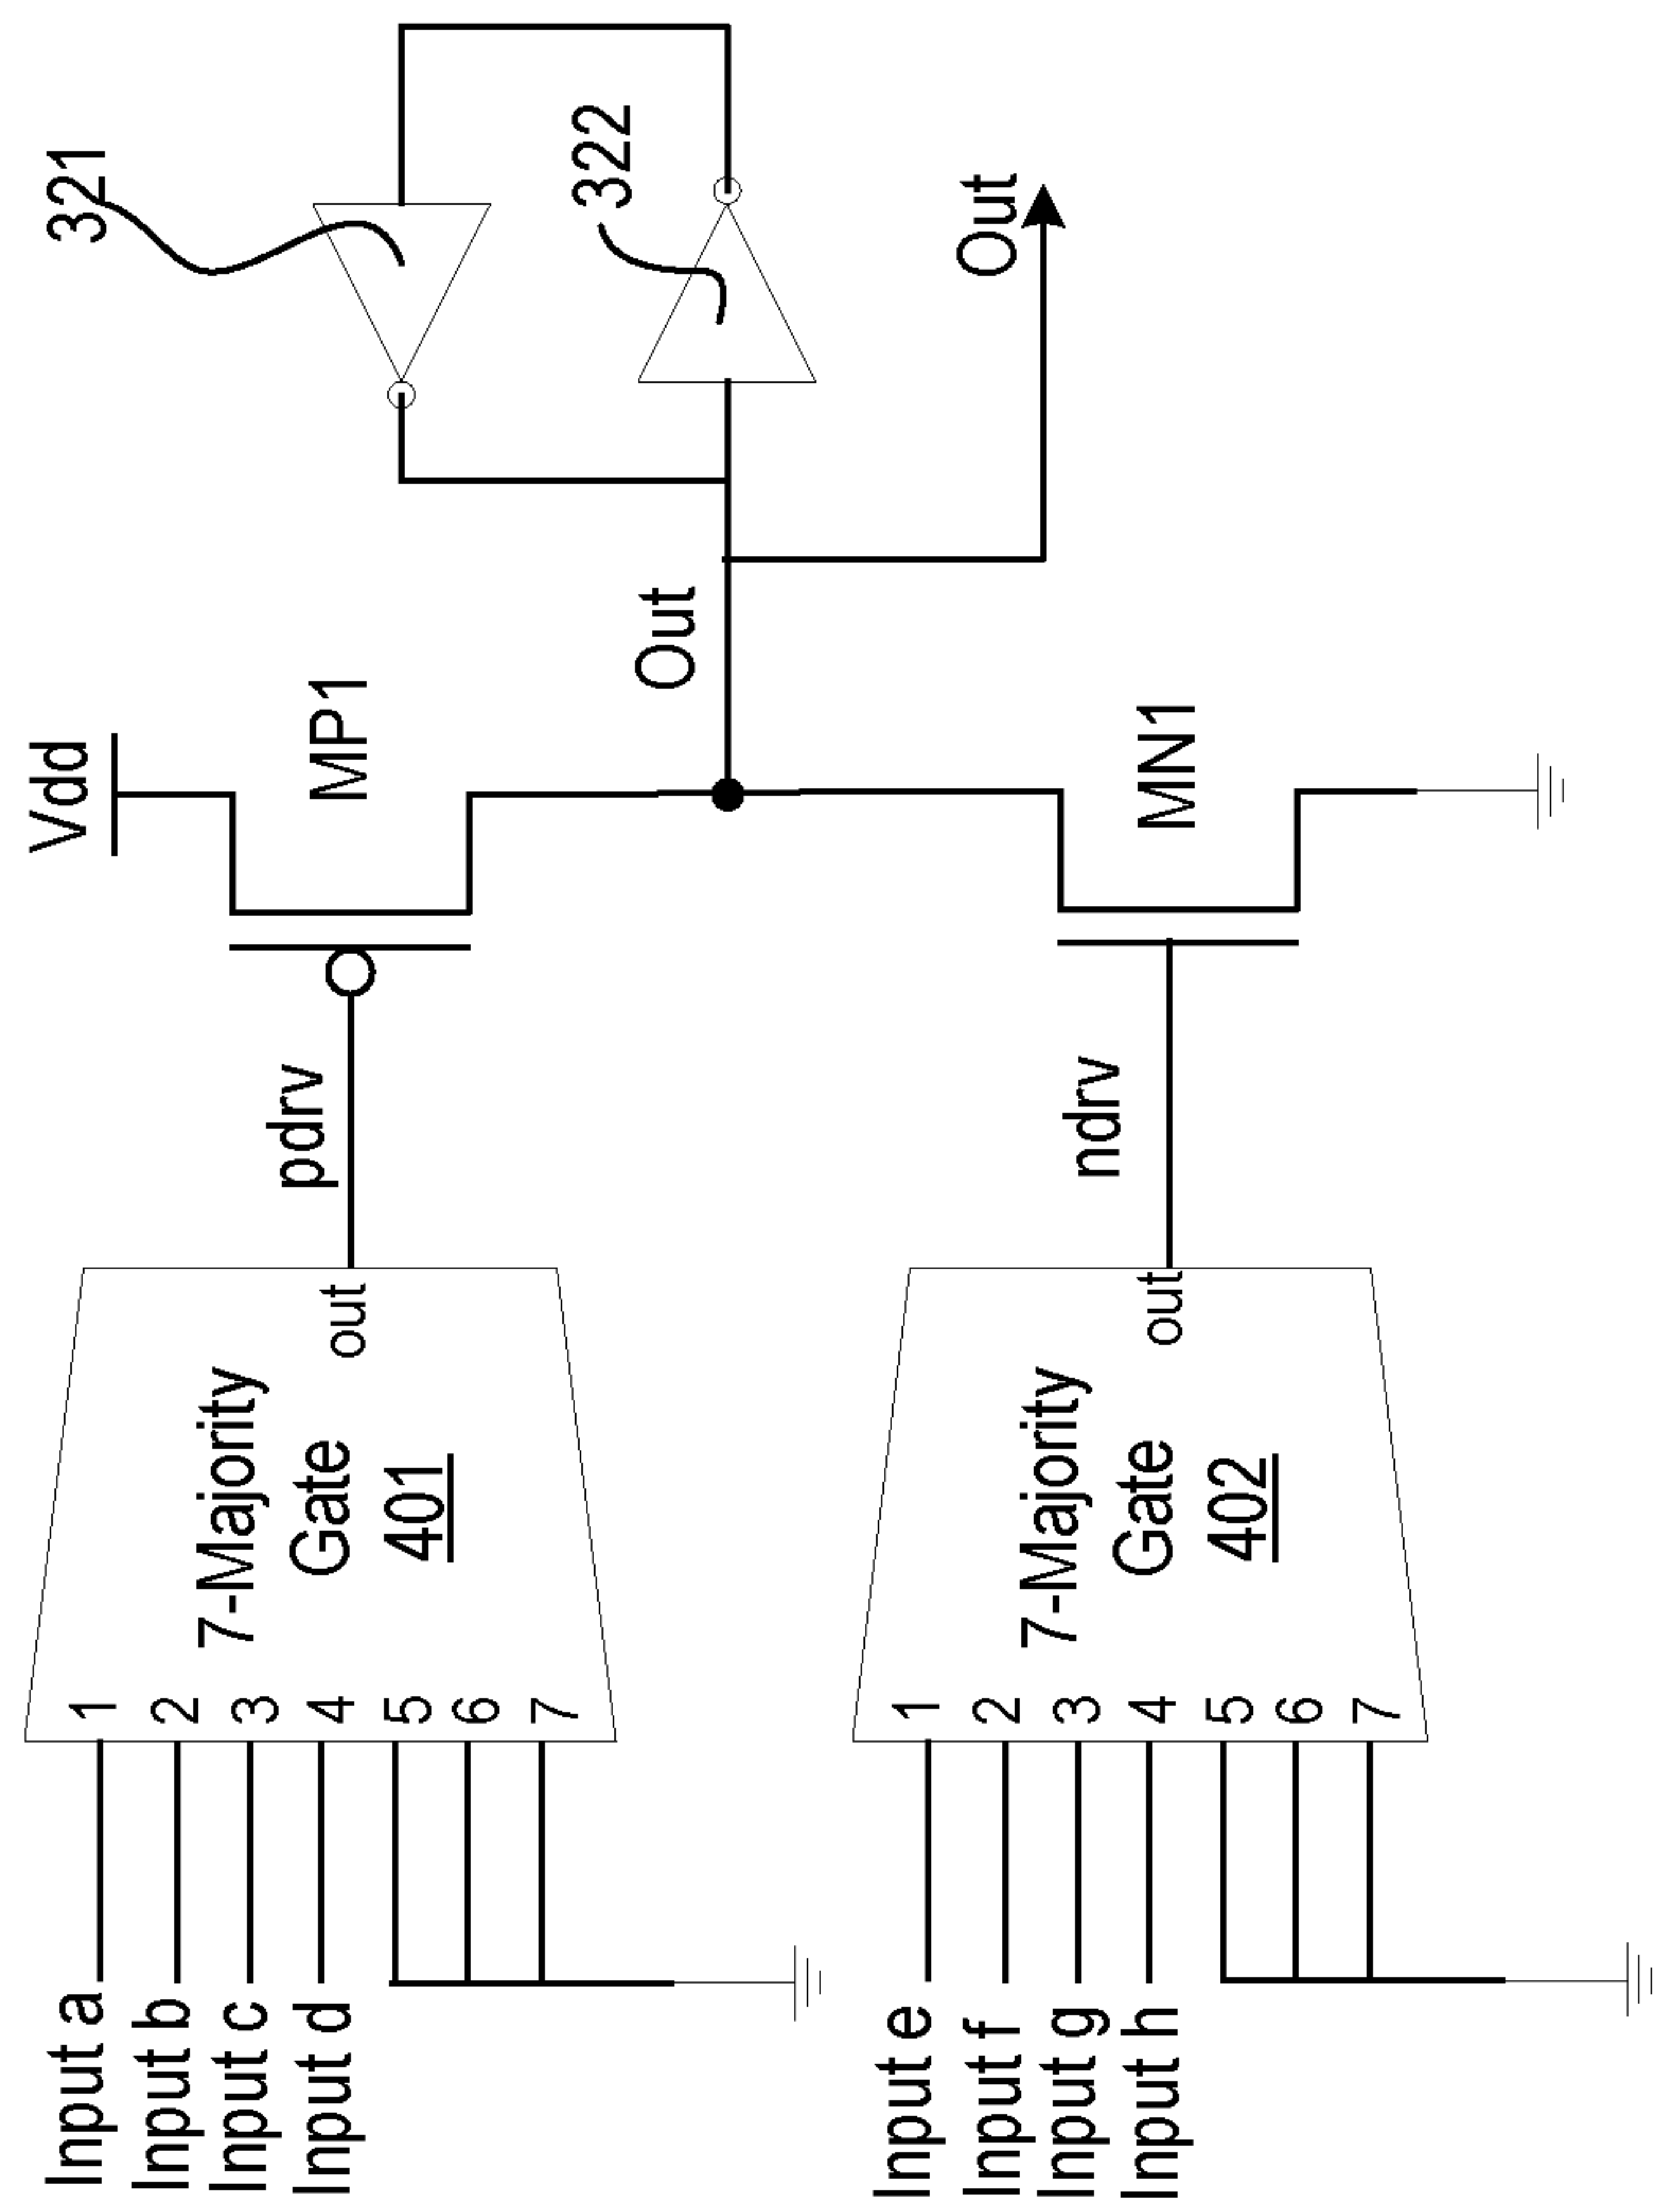 Vdd
321
MP1
322
pdrv
Out
Out
MN1
ndrv
Input a
Input b
Input c
Input d
1
2
3
4
5
6
7
7-Majority
Gate
401
out
Input e
Input f
Input g
Input h
1
2
3
4
5
6
7
7-Majority
Gate
402
out